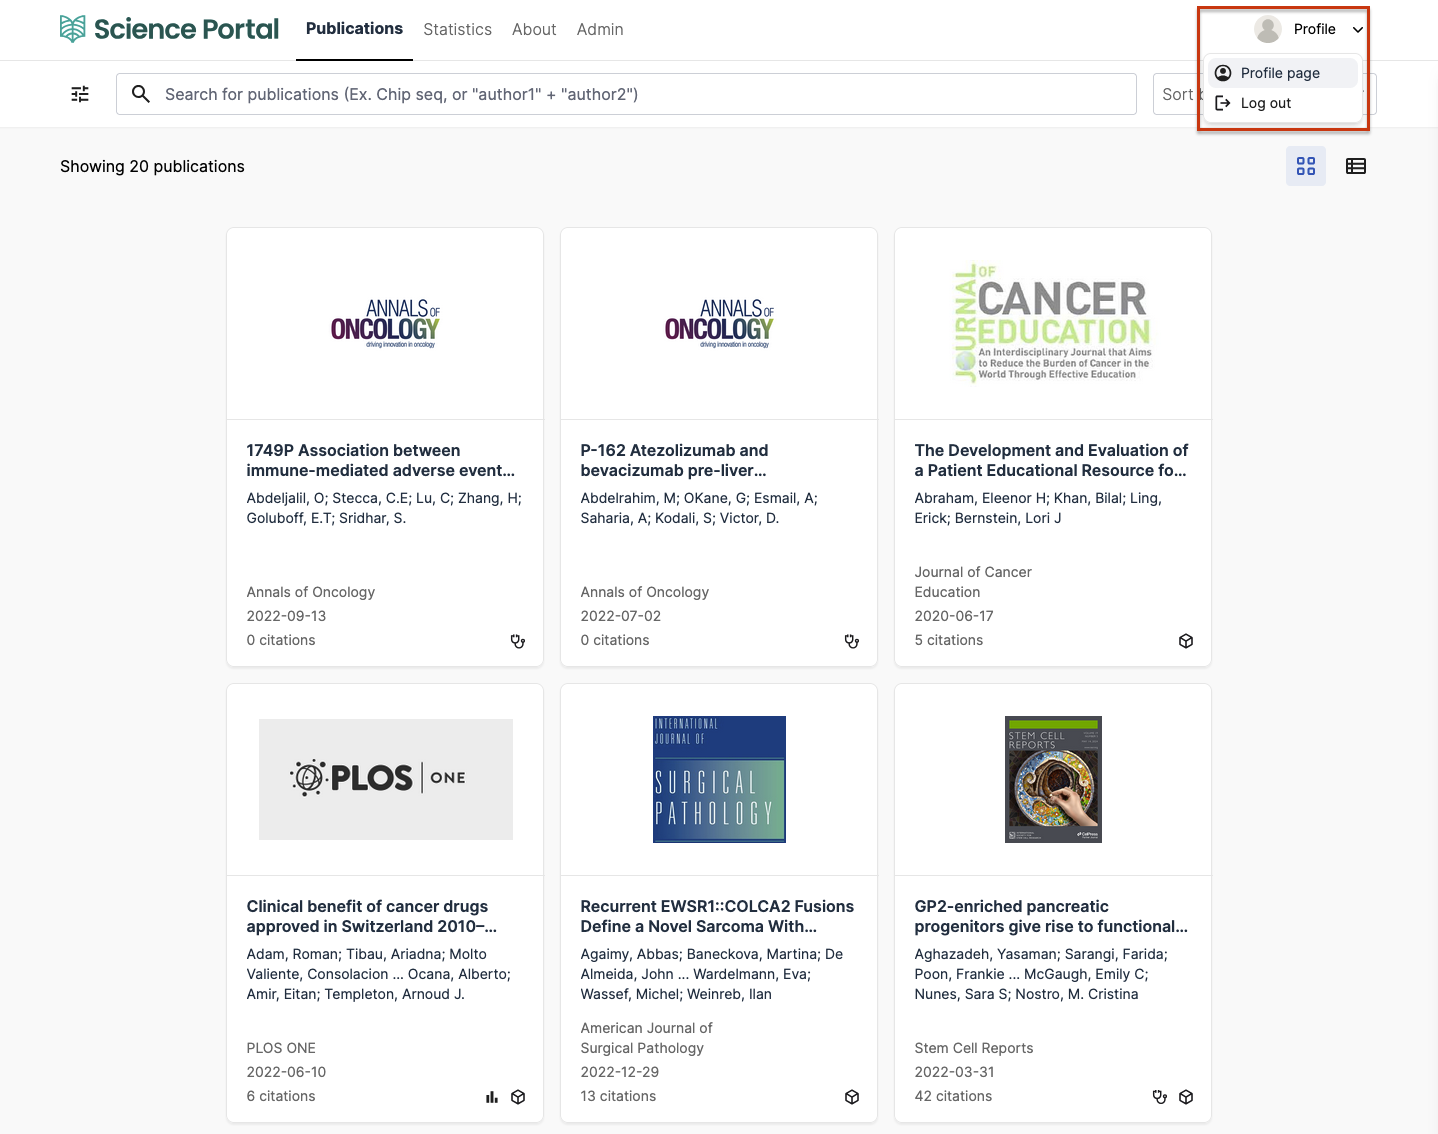 Science Portal
Publications
Statistics
About
Admin
Profile
Profile page
Log out
Search for publications (Ex. Chip seq, or "author1" + "author2")
Sort
Showing 20 publications
ANNALS OF
ONCOLOGY
driving innovation in oncology
ANNALS OF
ONCOLOGY
driving innovation in oncology
JOURNAL
OF
CANCER
EDUCATION
An Interdisciplinary Journal that Aims
to Reduce the Burden of Cancer in the
World Through Effective Education
1749P Association between
immune-mediated adverse event...
Abdeljalil, O; Stecca, C.E; Lu, C; Zhang, H;
Goluboff, E.T; Sridhar, S.
Annals of Oncology
2022-09-13
0 citations
P-162 Atezolizumab and
bevacizumab pre-liver...
Abdelrahim, M; OKane, G; Esmail, A;
Saharia, A; Kodali, S; Victor, D.
Annals of Oncology
2022-07-02
0 citations
The Development and Evaluation of
a Patient Educational Resource fo...
Abraham, Eleenor H; Khan, Bilal; Ling,
Erick; Bernstein, Lori J
Journal of Cancer
Education
2020-06-17
5 citations
PLOS ONE
INTERNATIONAL
JOURNAL OF
SURGICAL
PATHOLOGY
STEM CELL
REPORTS
CellPress
Clinical benefit of cancer drugs
approved in Switzerland 2010–...
Adam, Roman; Tibau, Ariadna; Molto
Valiente, Consolacion ... Ocana, Alberto;
Amir, Eitan; Templeton, Arnoud J.
PLOS ONE
2022-06-10
6 citations
Recurrent EWSR1::COLCA2 Fusions
Define a Novel Sarcoma With...
Agaimy, Abbas; Baneckova, Martina; De
Almeida, John ... Wardelmann, Eva;
Wassef, Michel; Weinreb, Ilan
American Journal of
Surgical Pathology
2022-12-29
13 citations
GP2-enriched pancreatic
progenitors give rise to functional...
Aghazadeh, Yasaman; Sarangi, Farida;
Poon, Frankie ... McGaugh, Emily C;
Nunes, Sara S; Nostro, M. Cristina
Stem Cell Reports
2022-03-31
42 citations